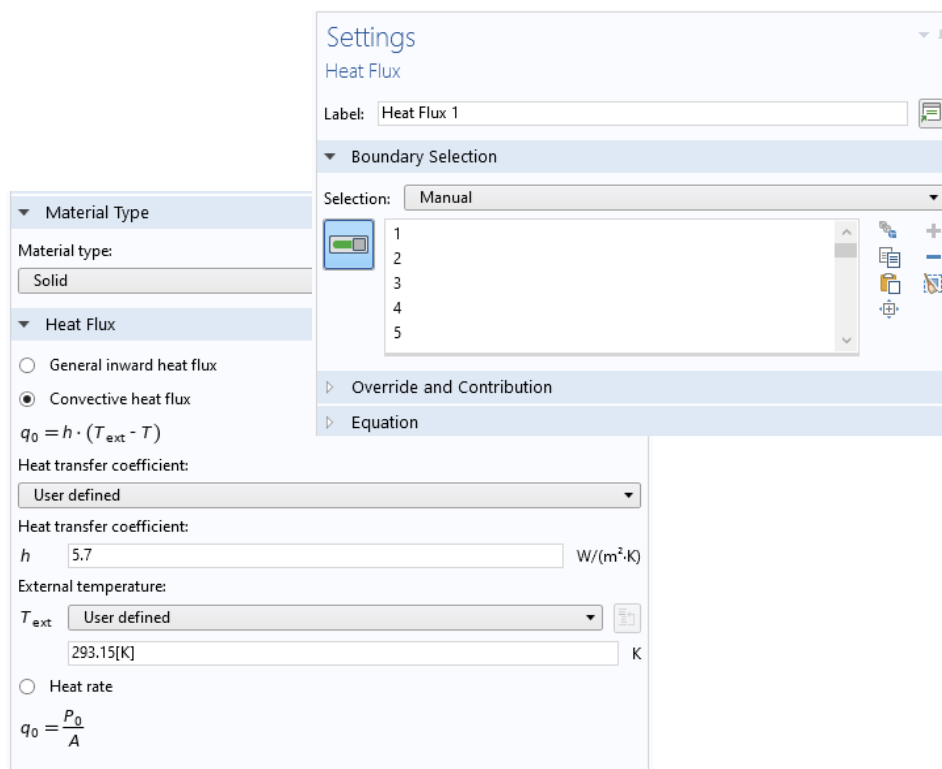 Settings
Heat Flux
Label: Heat Flux 1
Boundary Selection
Selection: Manual
1
2
3
4
5
Override and Contribution
Equation
Material Type
Material type:
Solid
Heat Flux
General inward heat flux
Convective heat flux
q₀ = h · (Text - T)
Heat transfer coefficient:
User defined
Heat transfer coefficient:
h 5.7 W/(m²·K)
External temperature:
Text User defined
293.15[K] K
Heat rate
q₀ = P₀/A